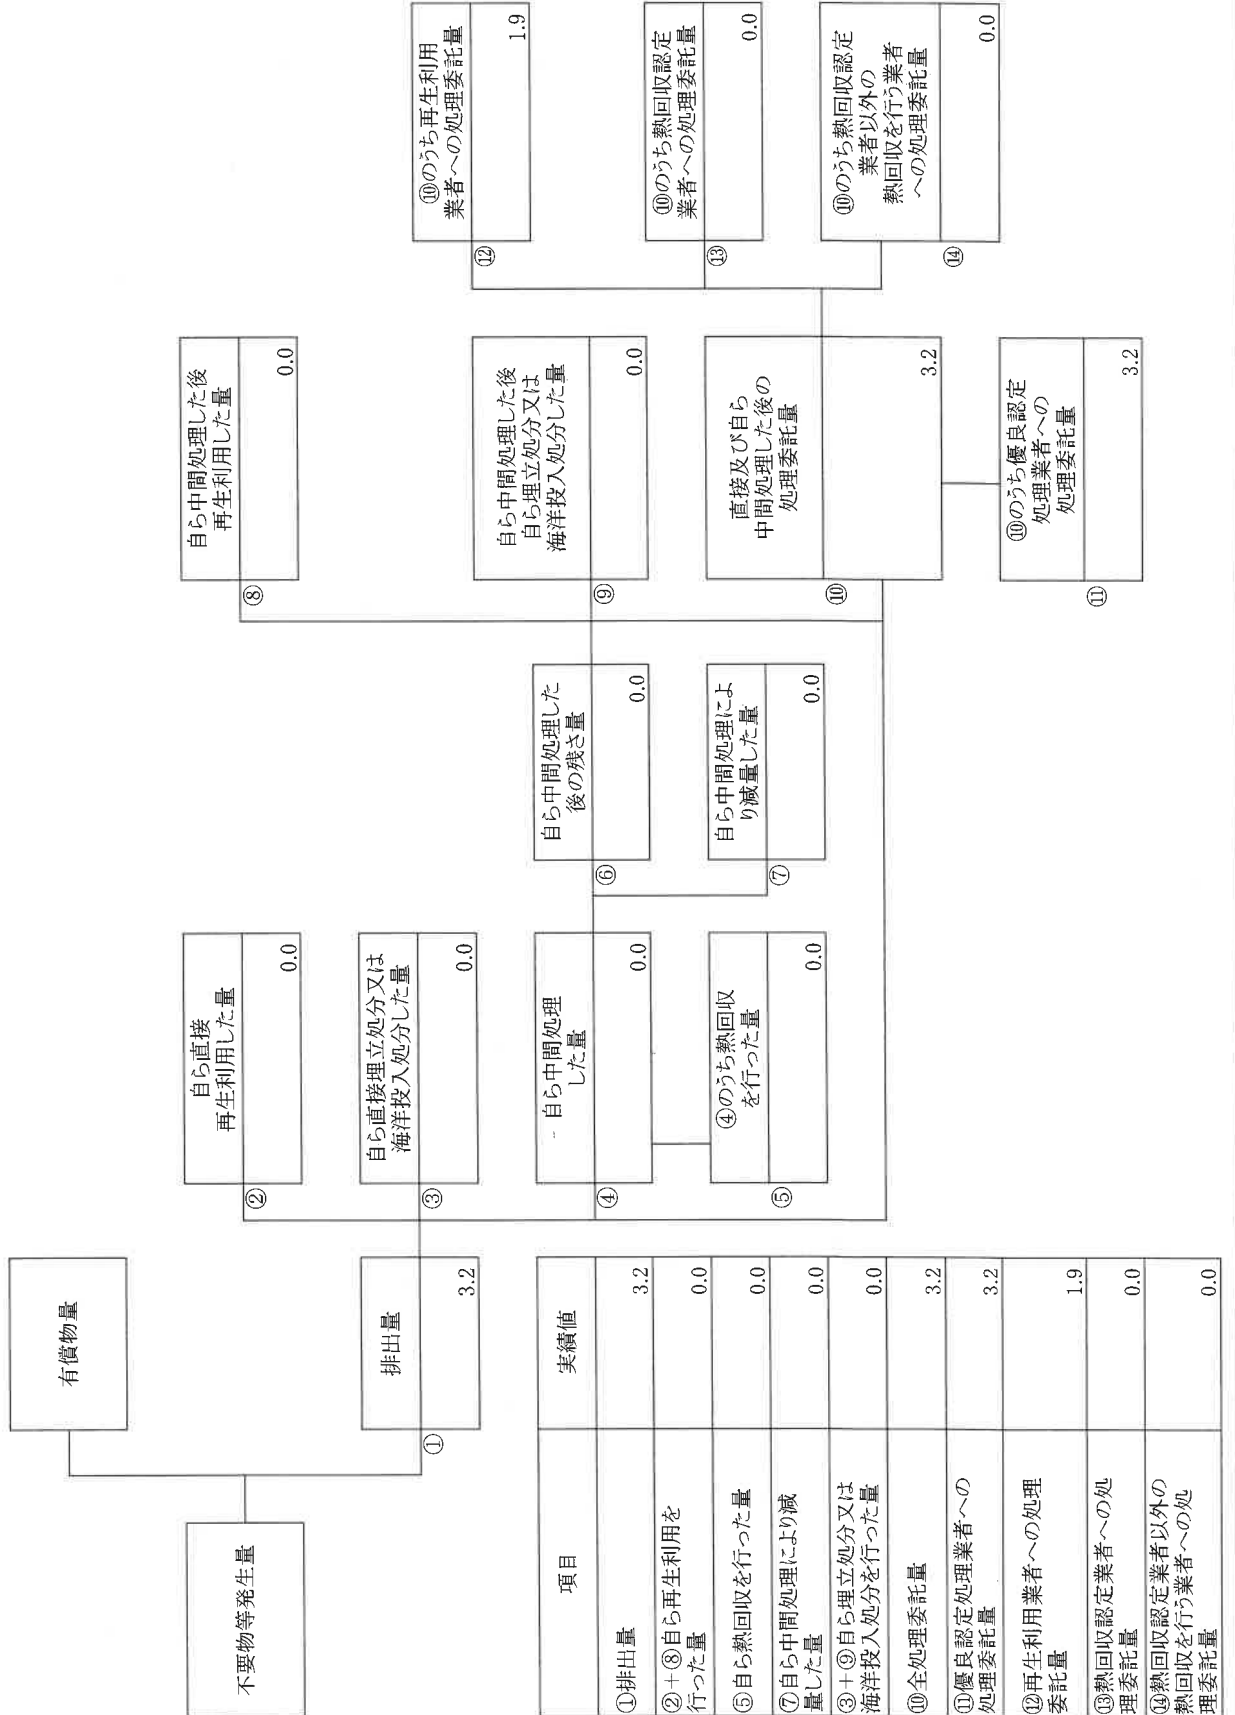 不要物等発生量
有償物量
排出量
①
3.2
自ら直接
再生利用した量
②
0.0
自ら直接埋立処分又は
海洋投入処分した量
③
0.0
自ら中間処理
した量
④
0.0
④のうち熱回収
を行った量
⑤
0.0
自ら中間処理した
後の残さ量
⑥
0.0
自ら中間処理によ
り減量した量
⑦
0.0
自ら中間処理した後
再生利用した量
⑧
0.0
自ら中間処理した後
自ら埋立処分又は
海洋投入処分した量
⑨
0.0
直接及び自ら
中間処理した後の
処理委託量
⑩
3.2
⑩のうち優良認定
処理業者への
処理委託量
⑪
3.2
⑩のうち再生利用
業者への処理委託量
⑫
1.9
⑩のうち熱回収認定
業者への処理委託量
⑬
0.0
⑩のうち熱回収認定
業者以外の
熱回収を行う業者
への処理委託量
⑭
0.0
項目 実績値
①排出量 3.2
②+⑧自ら再生利用を
行った量 0.0
⑤自ら熱回収を行った量 0.0
⑦自ら中間処理により減
量した量 0.0
③+⑨自ら埋立処分又は
海洋投入処分を行った量 0.0
⑩全処理委託量 3.2
⑪優良認定処理業者への
処理委託量 3.2
⑫再生利用業者への処理
委託量 1.9
⑬熱回収認定業者への処
理委託量 0.0
⑭熱回収認定業者以外の
熱回収を行う業者への処
理委託量 0.0